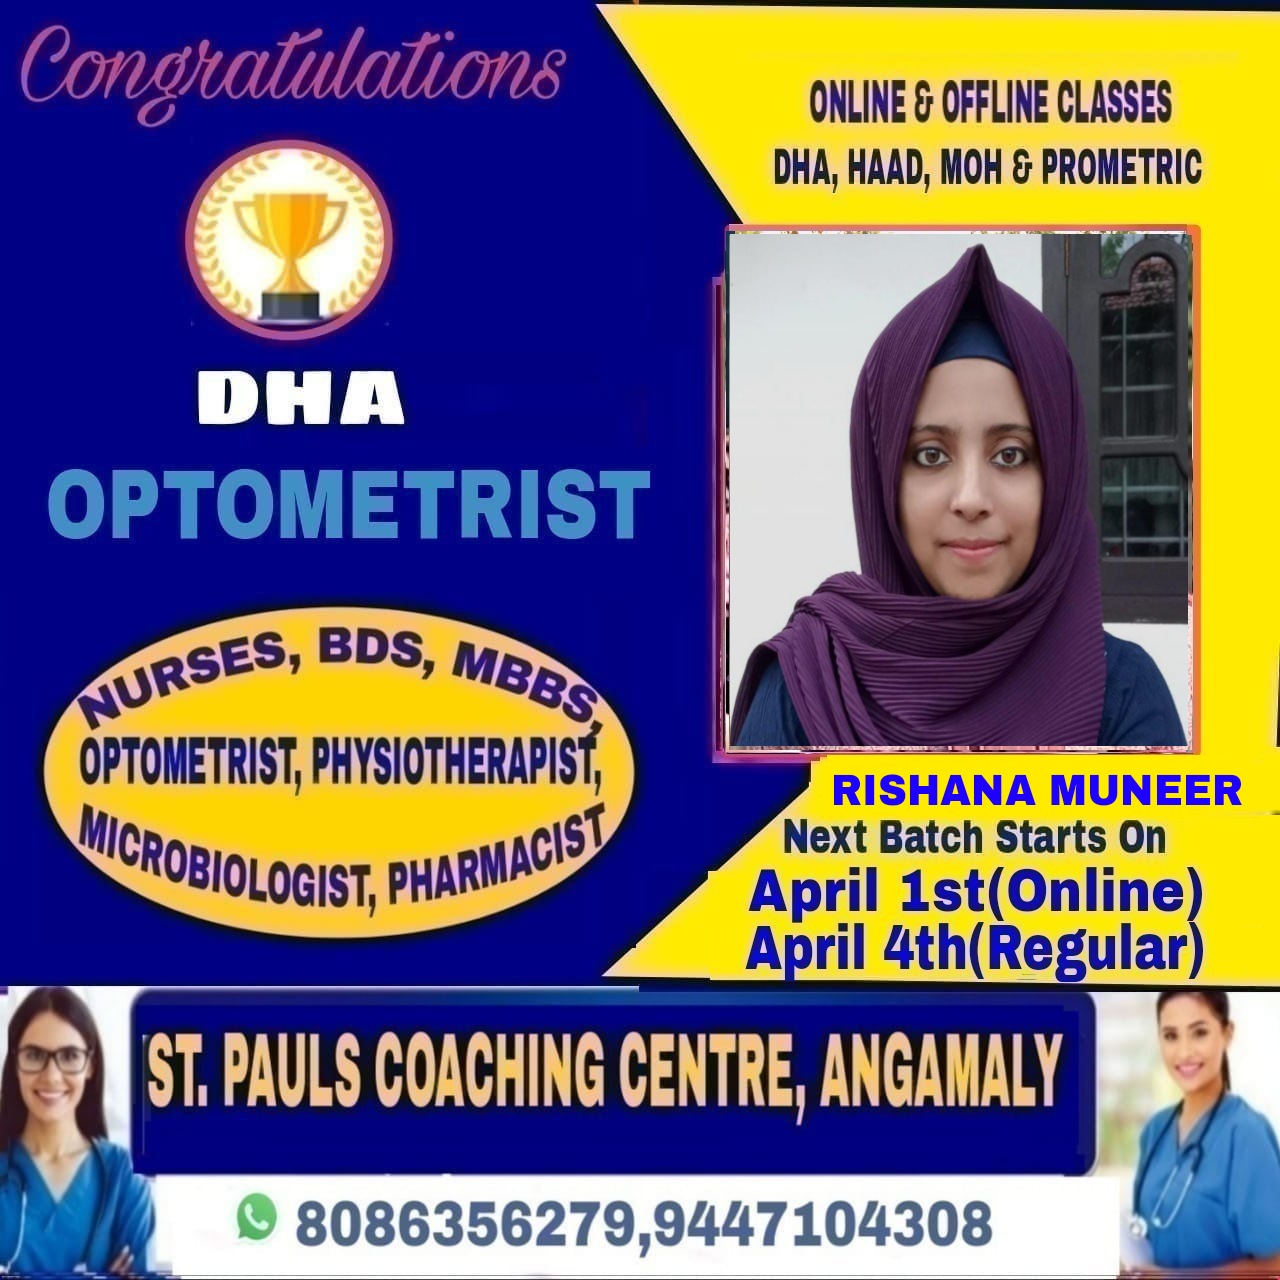 Congratulations
DHA
OPTOMETRIST
NURSES, BDS, MBBS,
OPTOMETRIST, PHYSIOTHERAPIST,
MICROBIOLOGIST, PHARMACIST
ONLINE & OFFLINE CLASSES
DHA, HAAD, MOH & PROMETRIC
RISHANA MUNEER
Next Batch Starts On
April 1st(Online)
April 4th(Regular)
ST. PAULS COACHING CENTRE, ANGAMALY
8086356279,9447104308